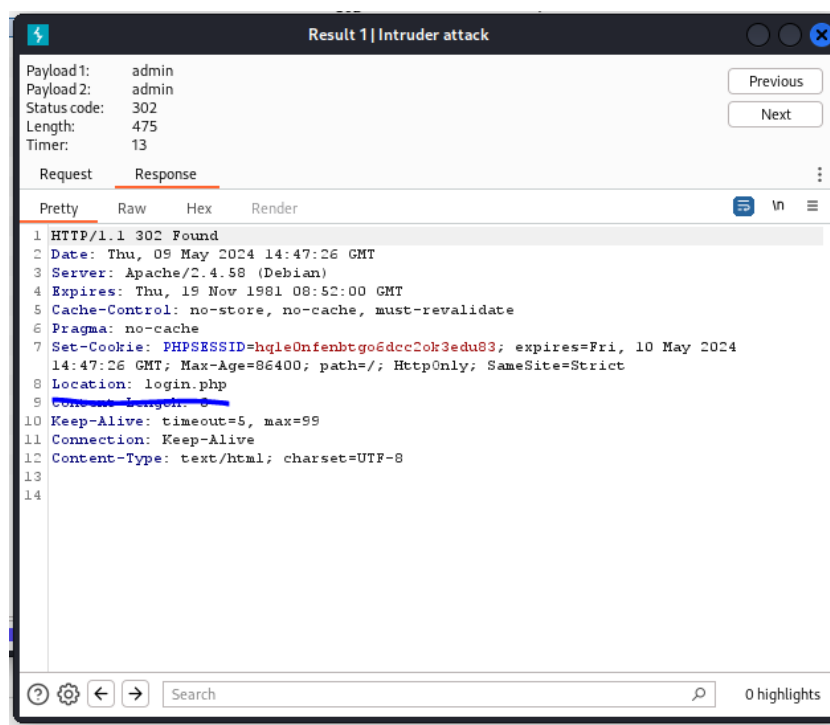 Result 1 | Intruder attack
Payload 1: admin
Payload 2: admin
Status code: 302
Length: 475
Timer: 13
Previous
Next
Request Response
Pretty Raw Hex Render
\n
1 HTTP/1.1 302 Found
2 Date: Thu, 09 May 2024 14:47:26 GMT
3 Server: Apache/2.4.58 (Debian)
4 Expires: Thu, 19 Nov 1981 08:52:00 GMT
5 Cache-Control: no-store, no-cache, must-revalidate
6 Pragma: no-cache
7 Set-Cookie: PHPSESSID=hqle0nfenbtgo6dcc2ok3edu83; expires=Fri, 10 May 2024
14:47:26 GMT; Max-Age=86400; path=/; HttpOnly; SameSite=Strict
8 Location: login.php
9 Content-Length: 0
10 Keep-Alive: timeout=5, max=99
11 Connection: Keep-Alive
12 Content-Type: text/html; charset=UTF-8
13
14
Search
0 highlights